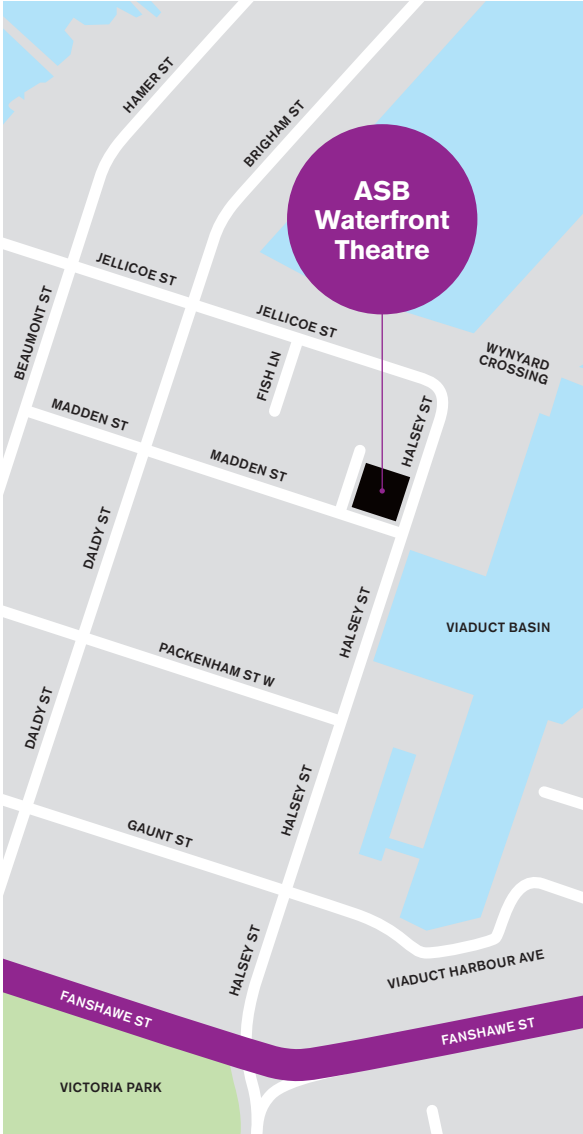 HAMER ST
BRIGHAM ST
ASB
Waterfront
Theatre
JELLICOE ST
JELLICOE ST
BEAUMONT ST
FISH LN
WYNYARD
CROSSING
MADDEN ST
HALSEY ST
MADDEN ST
DALDY ST
HALSEY ST
VIADUCT BASIN
PACKENHAM ST W
DALDY ST
HALSEY ST
GAUNT ST
HALSEY ST
VIADUCT HARBOUR AVE
FANSHAWE ST
FANSHAWE ST
VICTORIA PARK